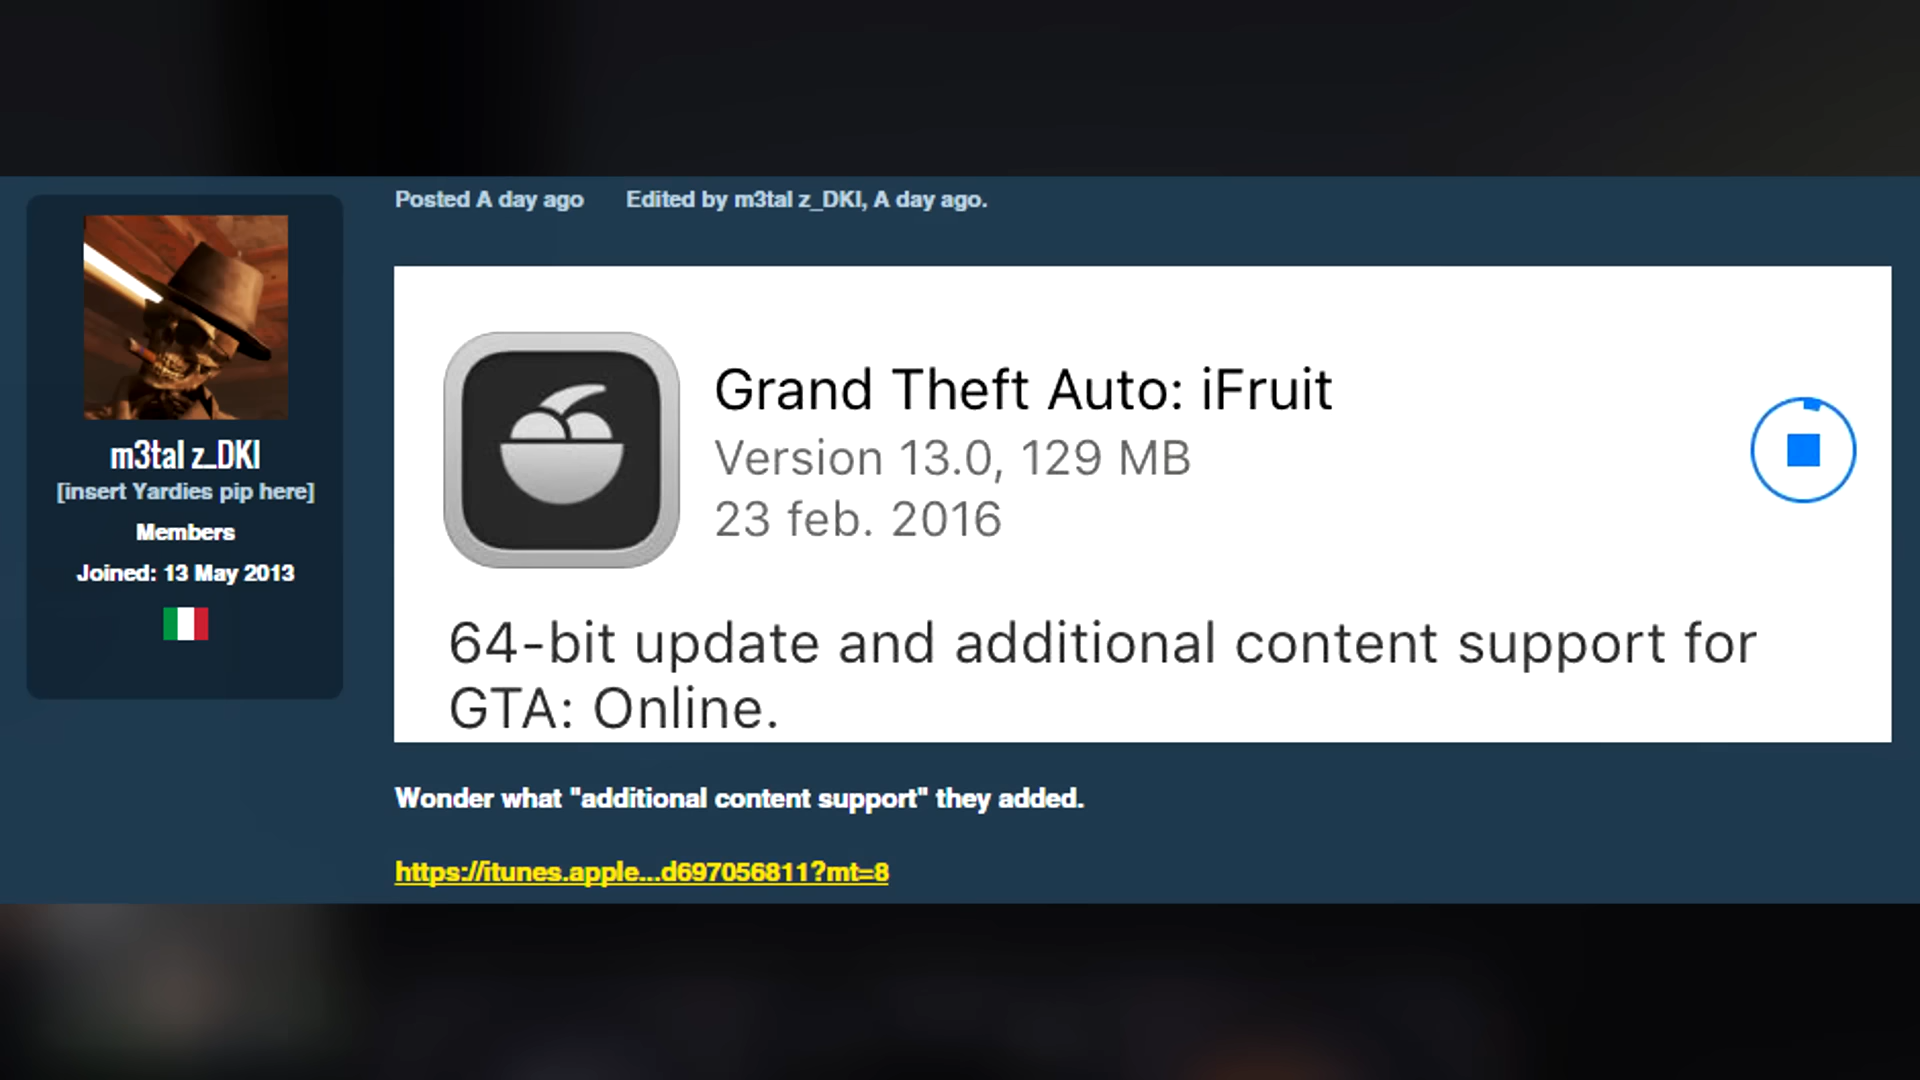 Posted A day ago Edited by m3tal z_DKI, A day ago.
m3tal z_DKI
[insert Yardies pip here]
Members
Joined: 13 May 2013
Grand Theft Auto: iFruit
Version 13.0, 129 MB
23 feb. 2016
64-bit update and additional content support for
GTA: Online.
Wonder what "additional content support" they added.
https://itunes.apple...d697056811?mt=8